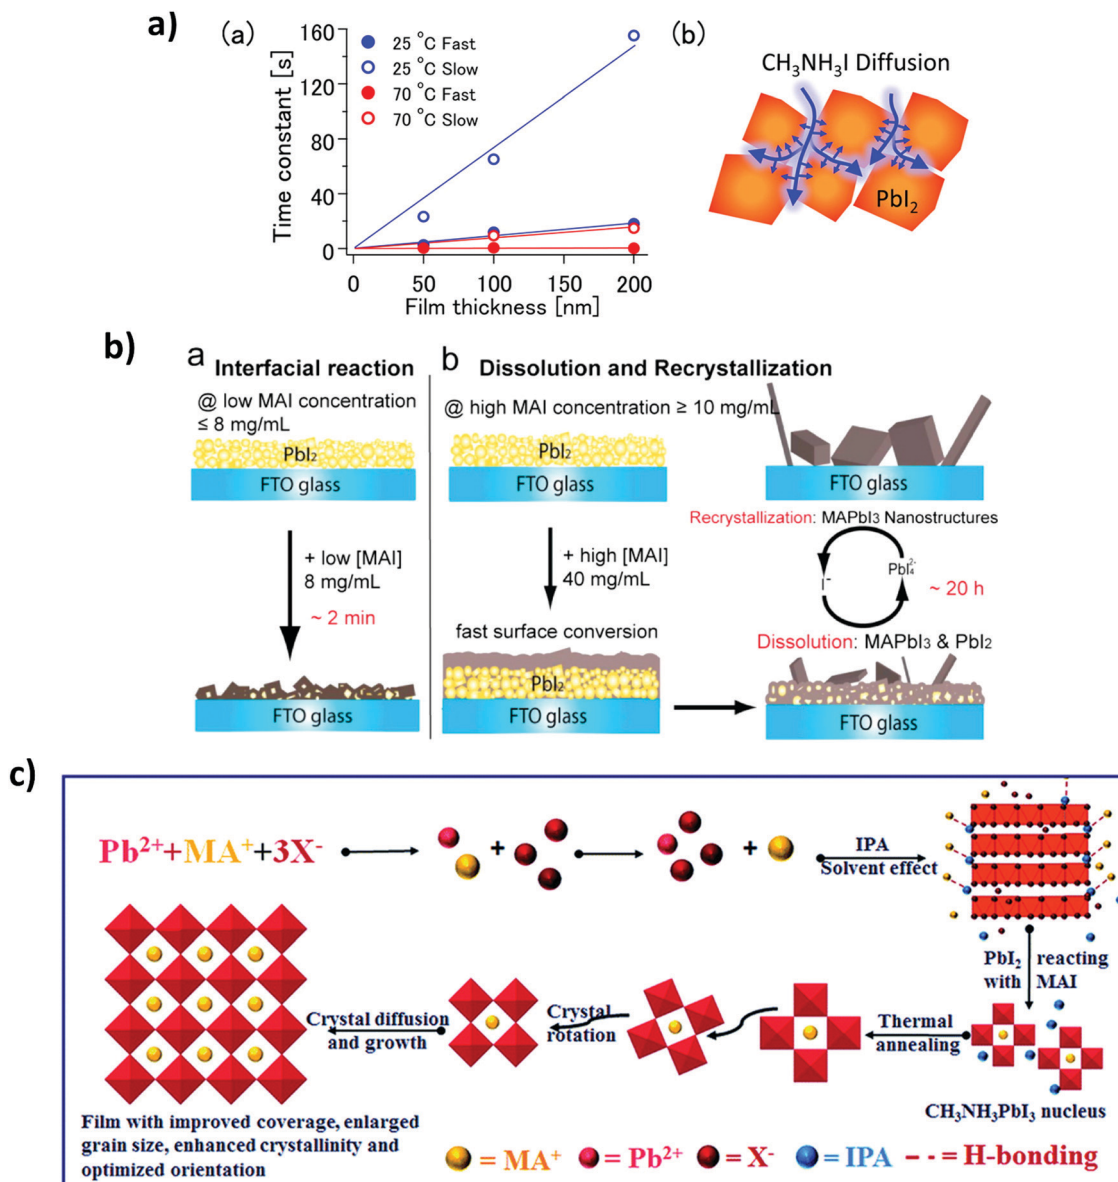 a)
(a)
Time constant [s]
160
120
80
40
0
25 °C Fast
25 °C Slow
70 °C Fast
70 °C Slow
0
50
100
150
200
Film thickness [nm]
(b)
CH₃NH₃I Diffusion
PbI₂
b)
a
Interfacial reaction
@ low MAI concentration
≤ 8 mg/mL
PbI₂
FTO glass
+ low [MAI]
8 mg/mL
~ 2 min
FTO glass
b
Dissolution and Recrystallization
@ high MAI concentration ≥ 10 mg/mL
PbI₂
FTO glass
+ high [MAI]
40 mg/mL
fast surface conversion
PbI₂
FTO glass
FTO glass
Recrystallization: MAPbI₃ Nanostructures
I⁻
PbI₄²⁻
~ 20 h
Dissolution: MAPbI₃ & PbI₂
FTO glass
c)
Pb²⁺+MA⁺+3X⁻
+
+
IPA
Solvent effect
PbI₂ reacting
with MAI
CH₃NH₃PbI₃ nucleus
Thermal
annealing
Crystal
rotation
Crystal diffusion
and growth
Film with improved coverage, enlarged
grain size, enhanced crystallinity and
optimized orientation
= MA⁺ = Pb²⁺ = X⁻ = IPA - - = H-bonding